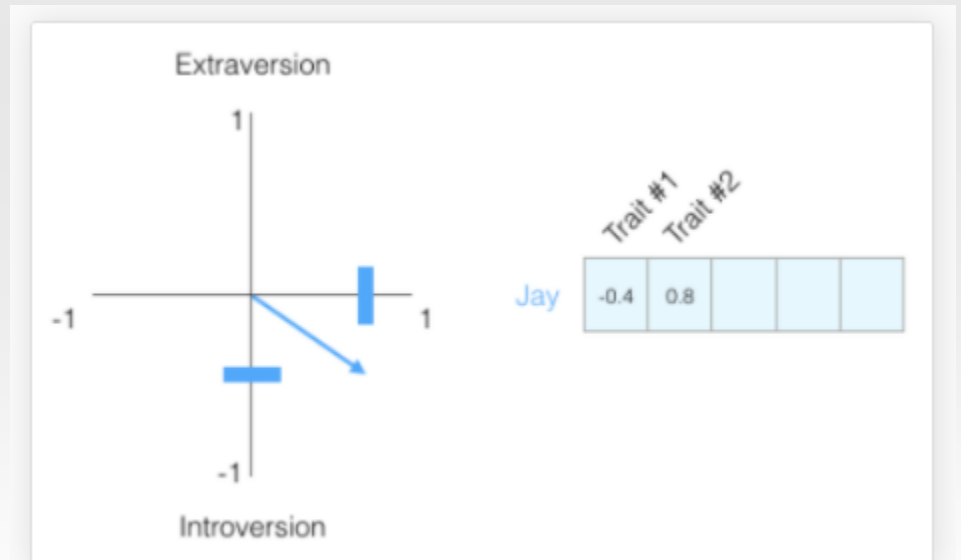 Extraversion
1
Trait #1
Trait #2
Jay
-0.4
0.8
-1
1
-1
Introversion